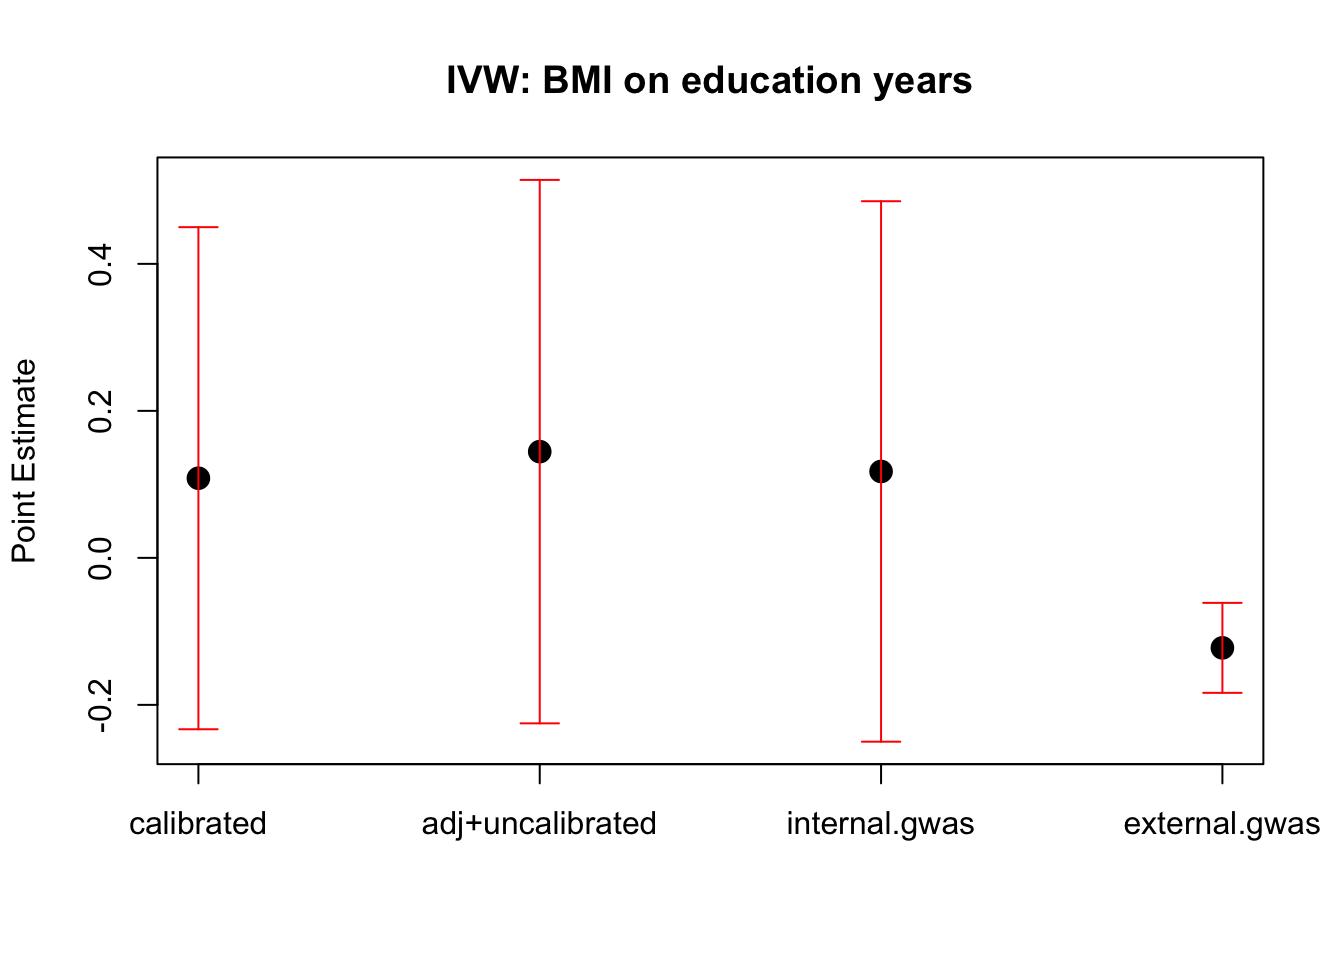 IVW: BMI on education years
Point Estimate
0.4
0.2
0.0
-0.2
calibrated
adj+uncalibrated
internal.gwas
external.gwas